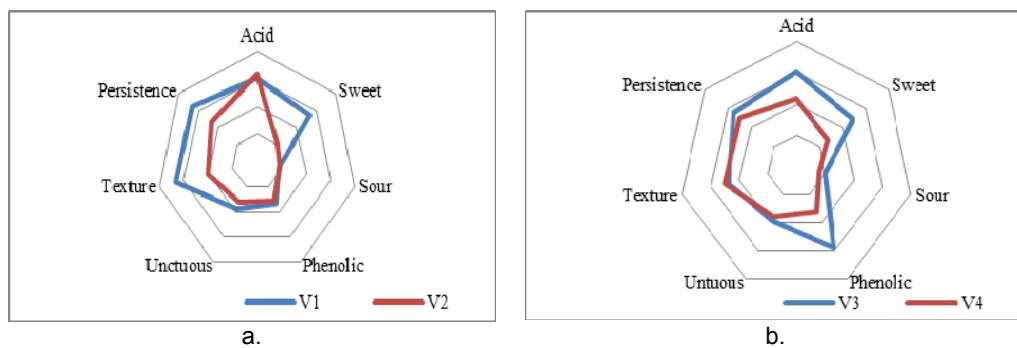 Acid
Persistence
Sweet
Texture
Sour
Unctuous
Phenolic
V1
V2
a.
Acid
Persistence
Sweet
Texture
Sour
Untuous
Phenolic
V3
V4
b.